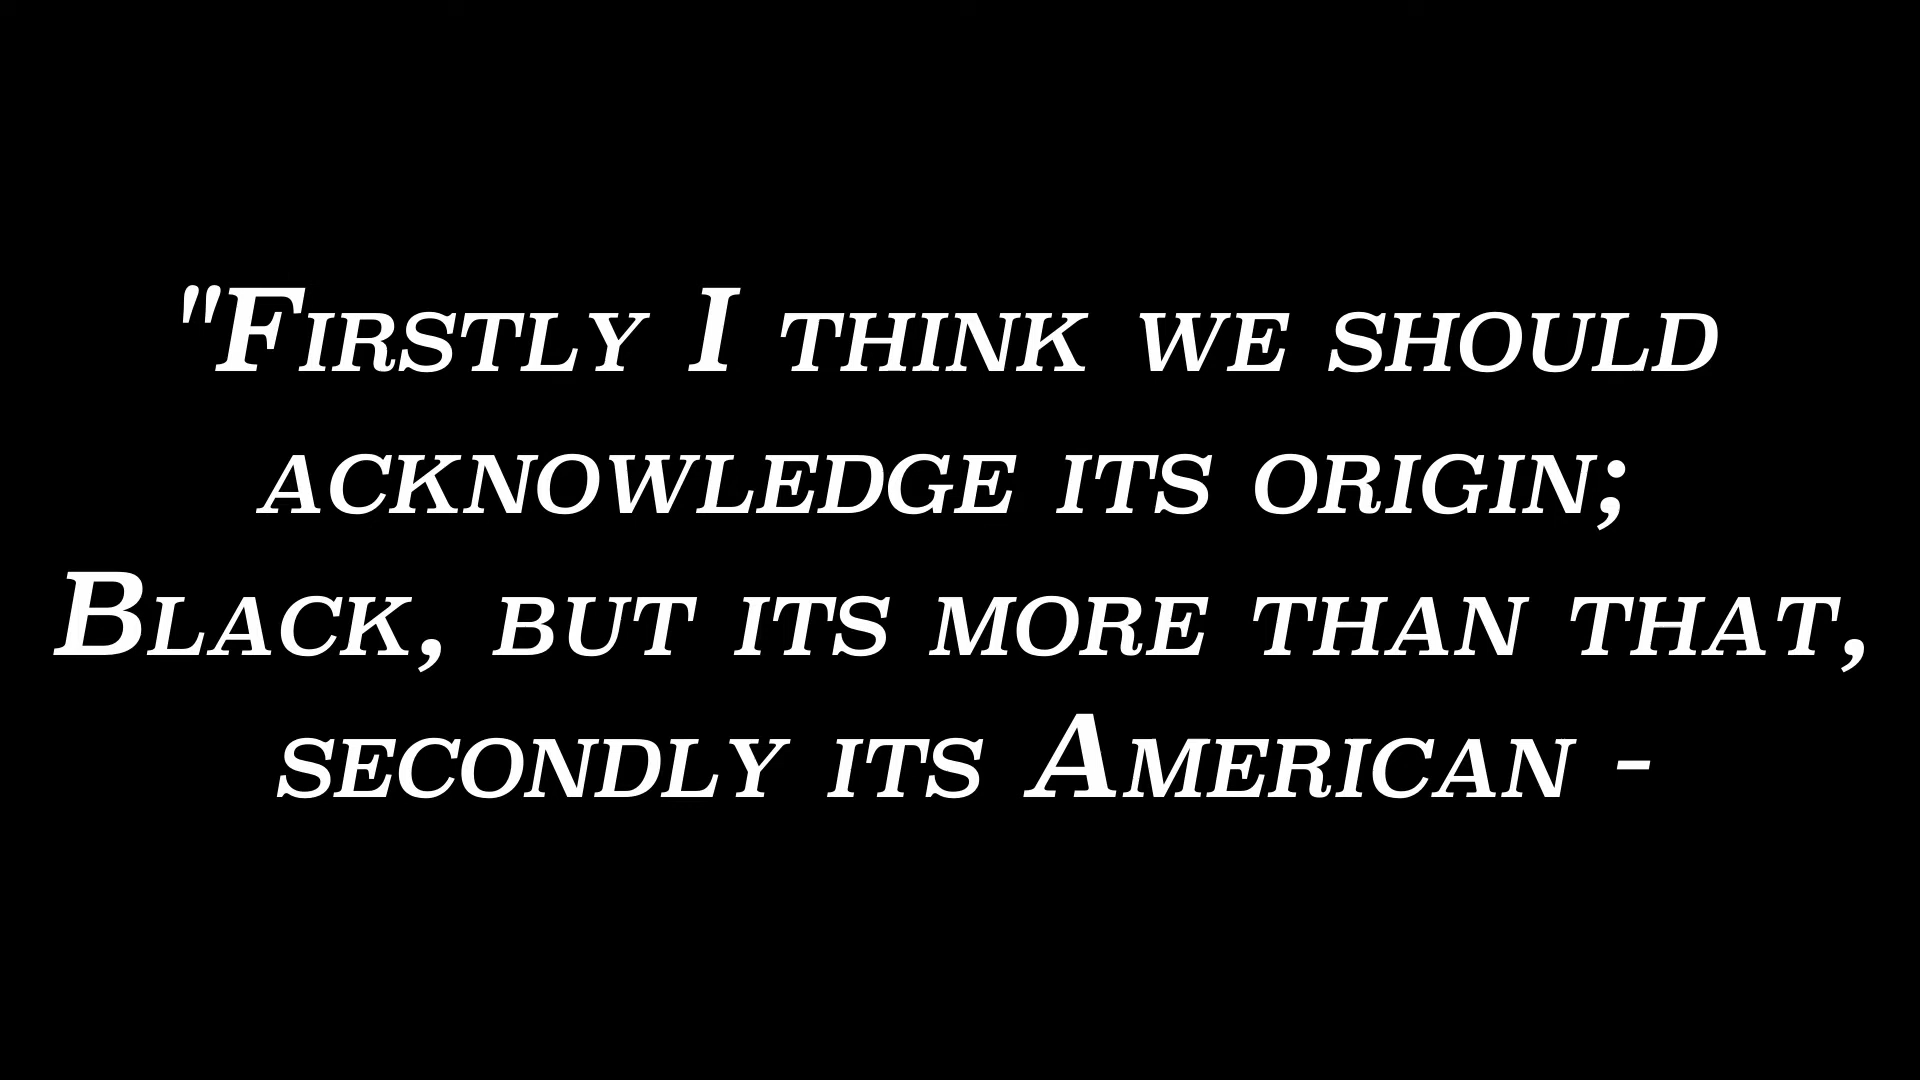 "Firstly I think we should
acknowledge its origin;
Black, but its more than that,
secondly its American -